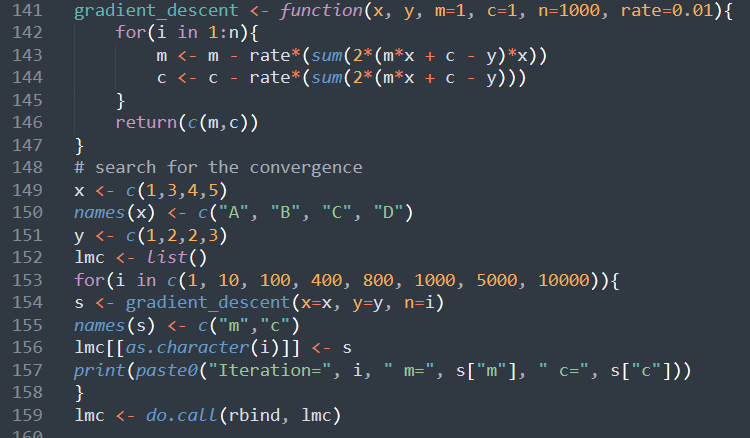 141 gradient_descent <- function(x, y, m=1, c=1, n=1000, rate=0.01){
142     for(i in 1:n){
143         m <- m - rate*(sum(2*(m*x + c - y)*x))
144         c <- c - rate*(sum(2*(m*x + c - y)))
145     }
146     return(c(m,c))
147 }
148 # search for the convergence
149 x <- c(1,3,4,5)
150 names(x) <- c("A", "B", "C", "D")
151 y <- c(1,2,2,3)
152 lmc <- list()
153 for(i in c(1, 10, 100, 400, 800, 1000, 5000, 10000)){
154 s <- gradient_descent(x=x, y=y, n=i)
155 names(s) <- c("m","c")
156 lmc[[as.character(i)]] <- s
157 print(paste0("Iteration=", i, " m=", s["m"], " c=", s["c"]))
158 }
159 lmc <- do.call(rbind, lmc)
160